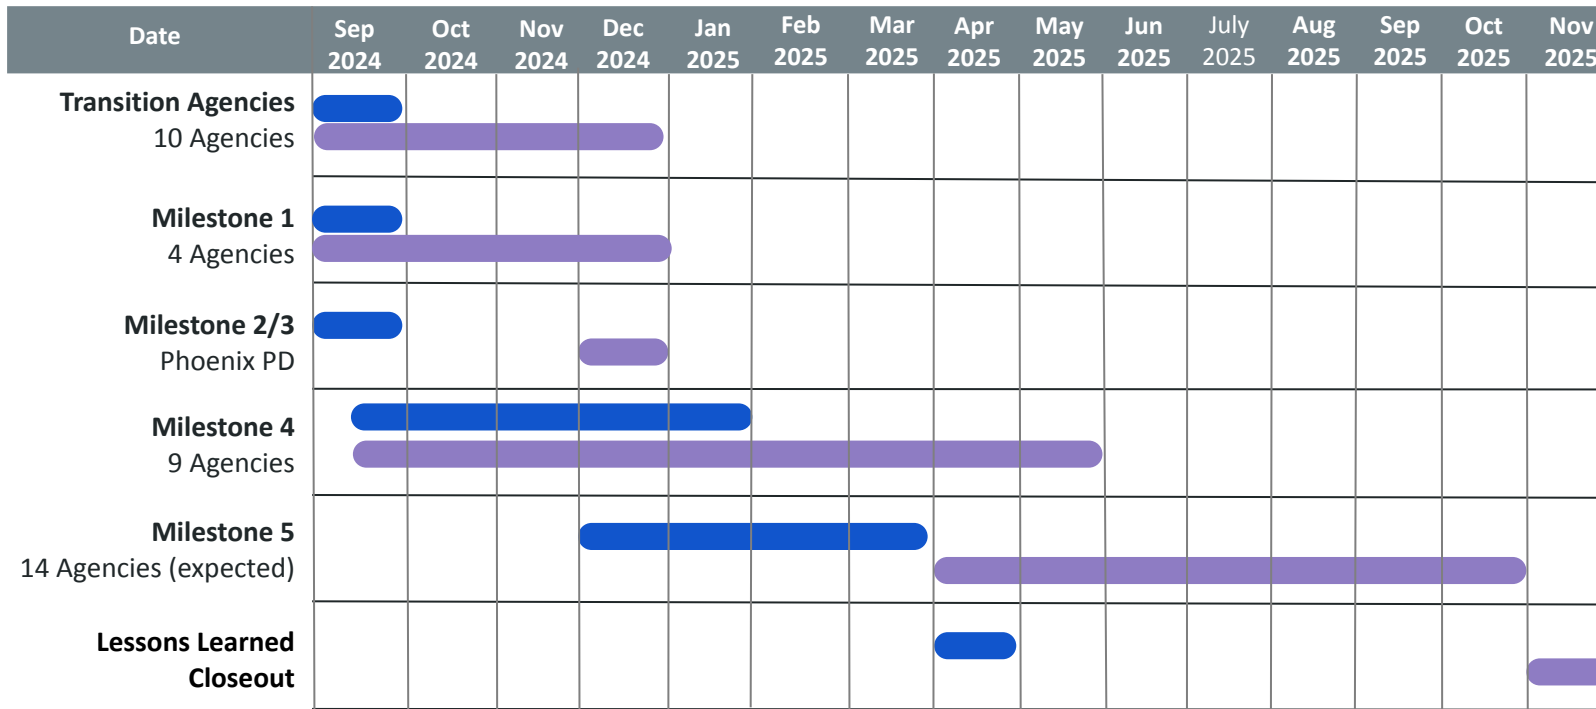 Date
Sep 2024
Oct 2024
Nov 2024
Dec 2024
Jan 2025
Feb 2025
Mar 2025
Apr 2025
May 2025
Jun 2025
July 2025
Aug 2025
Sep 2025
Oct 2025
Nov 2025
Transition Agencies
10 Agencies
Milestone 1
4 Agencies
Milestone 2/3
Phoenix PD
Milestone 4
9 Agencies
Milestone 5
14 Agencies (expected)
Lessons Learned
Closeout